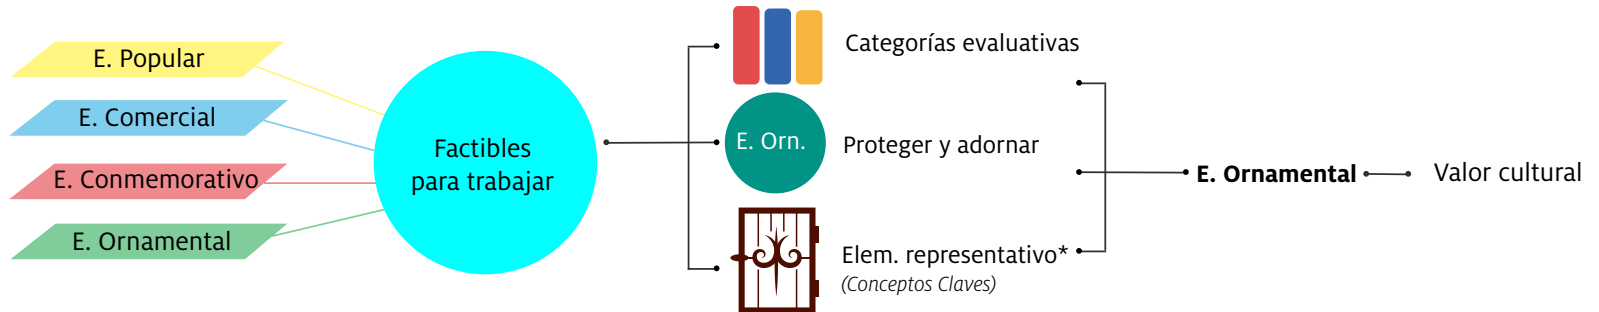 E. Popular
E. Comercial
E. Conmemorativo
E. Ornamental
Factibles
para trabajar
Categorías evaluativas
E. Orn.
Proteger y adornar
Elem. representativo*
(Conceptos Claves)
E. Ornamental
Valor cultural